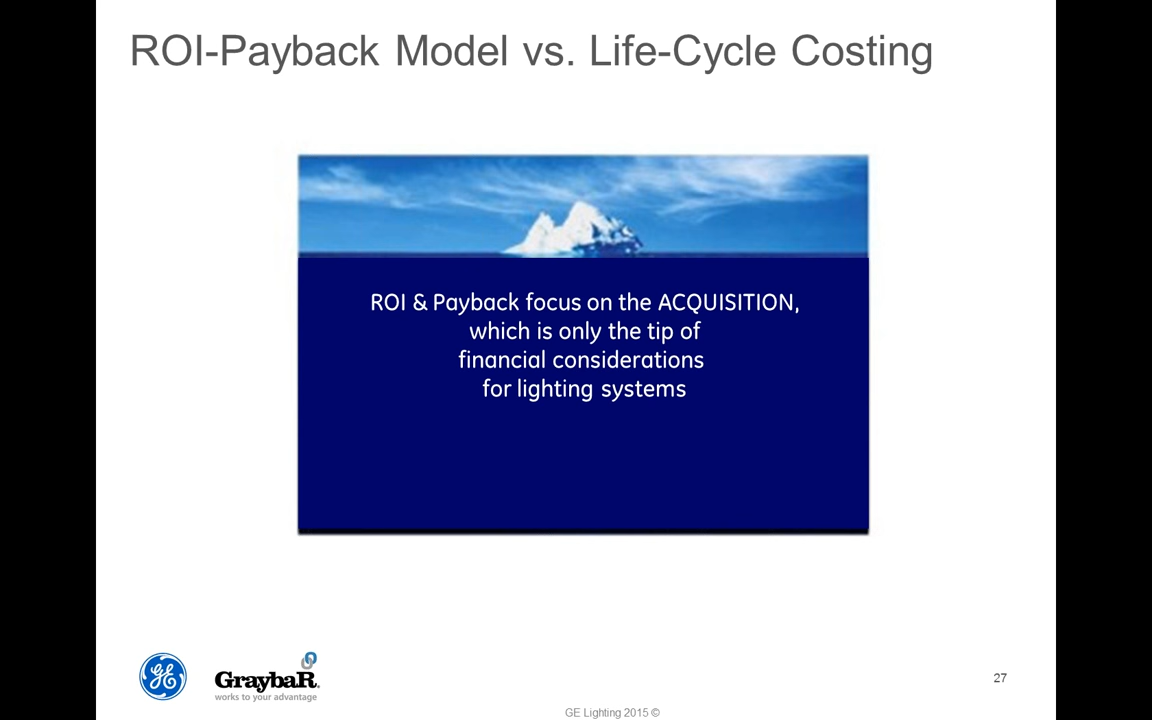 ROI-Payback Model vs. Life-Cycle Costing
ROI & Payback focus on the ACQUISITION,
which is only the tip of
financial considerations
for lighting systems
GE
GraybaR.
works to your advantage
27
GE Lighting 2015 ©